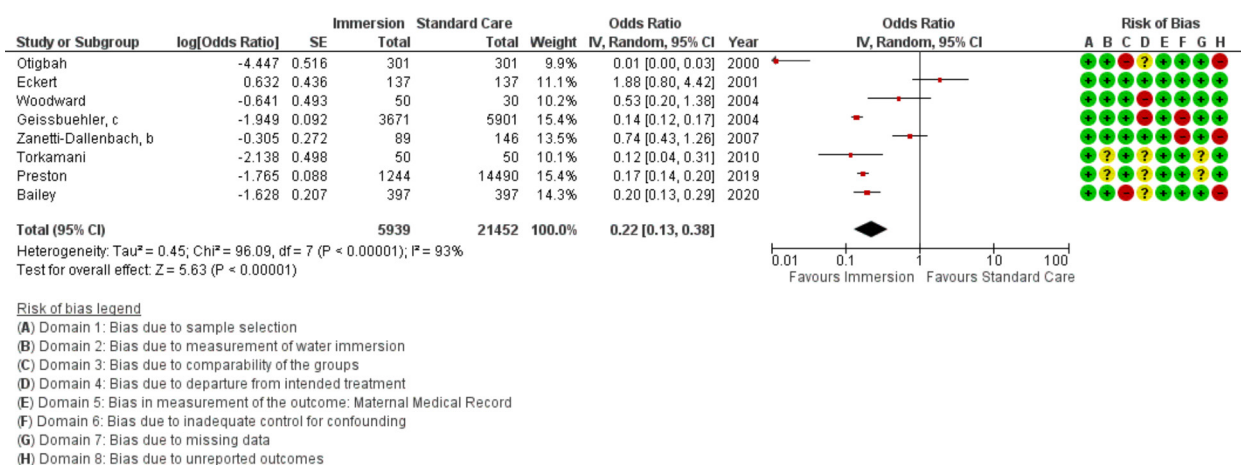 Immersion Standard Care Odds Ratio Odds Ratio Risk of Bias
Study or Subgroup log[Odds Ratio] SE Total Total Weight IV, Random, 95% CI Year IV, Random, 95% CI A B C D E F G H
Otigbah -4.447 0.516 301 301 9.9% 0.01 [0.00, 0.03] 2000 + + - ? + + + -
Eckert 0.632 0.436 137 137 11.1% 1.88 [0.80, 4.42] 2001 + + + + + + + +
Woodward -0.641 0.493 50 30 10.2% 0.53 [0.20, 1.38] 2004 + + + - + + + +
Geissbuehler, c -1.949 0.092 3671 5901 15.4% 0.14 [0.12, 0.17] 2004 + + + - + - + +
Zanetti-Dallenbach, b -0.305 0.272 89 146 13.5% 0.74 [0.43, 1.26] 2007 + + + + + - + -
Torkamani -2.138 0.498 50 50 10.1% 0.12 [0.04, 0.31] 2010 + ? + ? + + ? +
Preston -1.765 0.088 1244 14490 15.4% 0.17 [0.14, 0.20] 2019 + ? + ? + + ? +
Bailey -1.628 0.207 397 397 14.3% 0.20 [0.13, 0.29] 2020 + + - ? + + + -
Total (95% CI) 5939 21452 100.0% 0.22 [0.13, 0.38]
Heterogeneity: Tau² = 0.45; Chi² = 96.09, df = 7 (P < 0.00001); I² = 93%
Test for overall effect: Z = 5.63 (P < 0.00001)
0.01 0.1 1 10 100
Favours Immersion Favours Standard Care
Risk of bias legend
(A) Domain 1: Bias due to sample selection
(B) Domain 2: Bias due to measurement of water immersion
(C) Domain 3: Bias due to comparability of the groups
(D) Domain 4: Bias due to departure from intended treatment
(E) Domain 5: Bias in measurement of the outcome: Maternal Medical Record
(F) Domain 6: Bias due to inadequate control for confounding
(G) Domain 7: Bias due to missing data
(H) Domain 8: Bias due to unreported outcomes